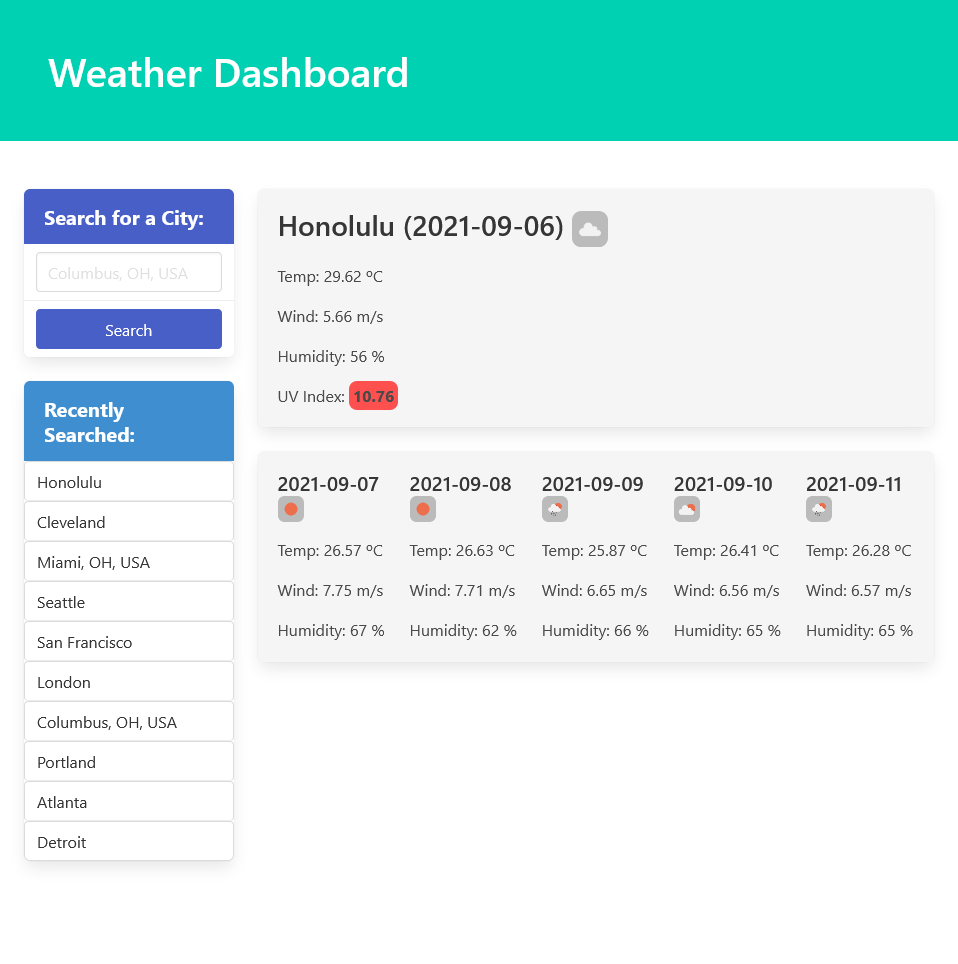 Weather Dashboard
Search for a City:
Columbus, OH, USA
Search
Recently
Searched:
Honolulu
Cleveland
Miami, OH, USA
Seattle
San Francisco
London
Columbus, OH, USA
Portland
Atlanta
Detroit
Honolulu (2021-09-06)
Temp: 29.62 ºC
Wind: 5.66 m/s
Humidity: 56 %
UV Index: 10.76
2021-09-07
Temp: 26.57 ºC
Wind: 7.75 m/s
Humidity: 67 %
2021-09-08
Temp: 26.63 ºC
Wind: 7.71 m/s
Humidity: 62 %
2021-09-09
Temp: 25.87 ºC
Wind: 6.65 m/s
Humidity: 66 %
2021-09-10
Temp: 26.41 ºC
Wind: 6.56 m/s
Humidity: 65 %
2021-09-11
Temp: 26.28 ºC
Wind: 6.57 m/s
Humidity: 65 %